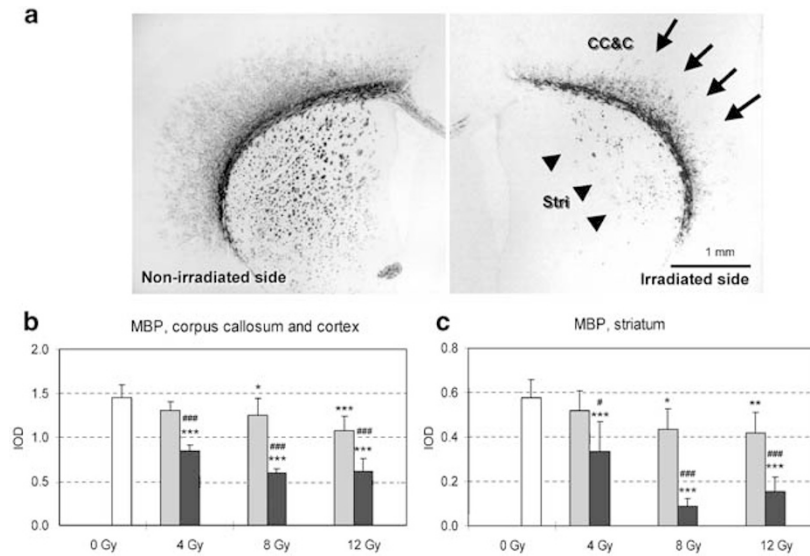 a
CC&C
Stri
1 mm
Non-irradiated side
Irradiated side
b
MBP, corpus callosum and cortex
IOD
2.0
1.5
1.0
0.5
0.0
###
***
*
###
***
***
###
***
0 Gy
4 Gy
8 Gy
12 Gy
c
MBP, striatum
IOD
0.8
0.6
0.4
0.2
0.0
#
***
*
###
***
**
###
***
0 Gy
4 Gy
8 Gy
12 Gy